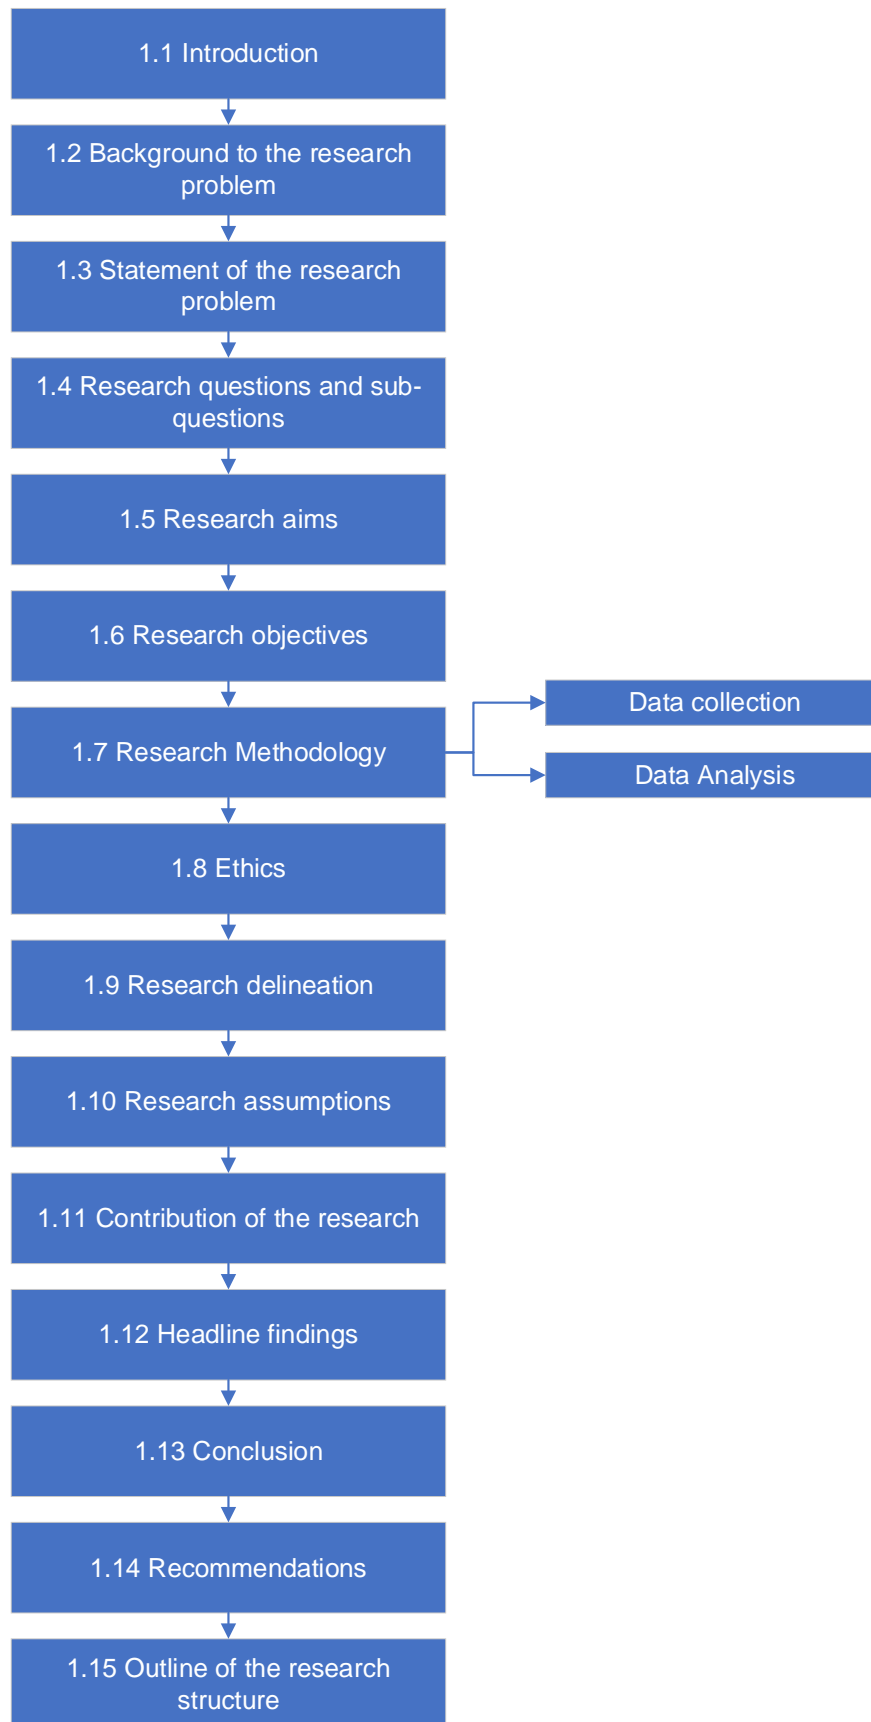 1.1 Introduction
1.2 Background to the research
problem
1.3 Statement of the research
problem
1.4 Research questions and sub-
questions
1.5 Research aims
1.6 Research objectives
1.7 Research Methodology
Data collection
Data Analysis
1.8 Ethics
1.9 Research delineation
1.10 Research assumptions
1.11 Contribution of the research
1.12 Headline findings
1.13 Conclusion
1.14 Recommendations
1.15 Outline of the research
structure